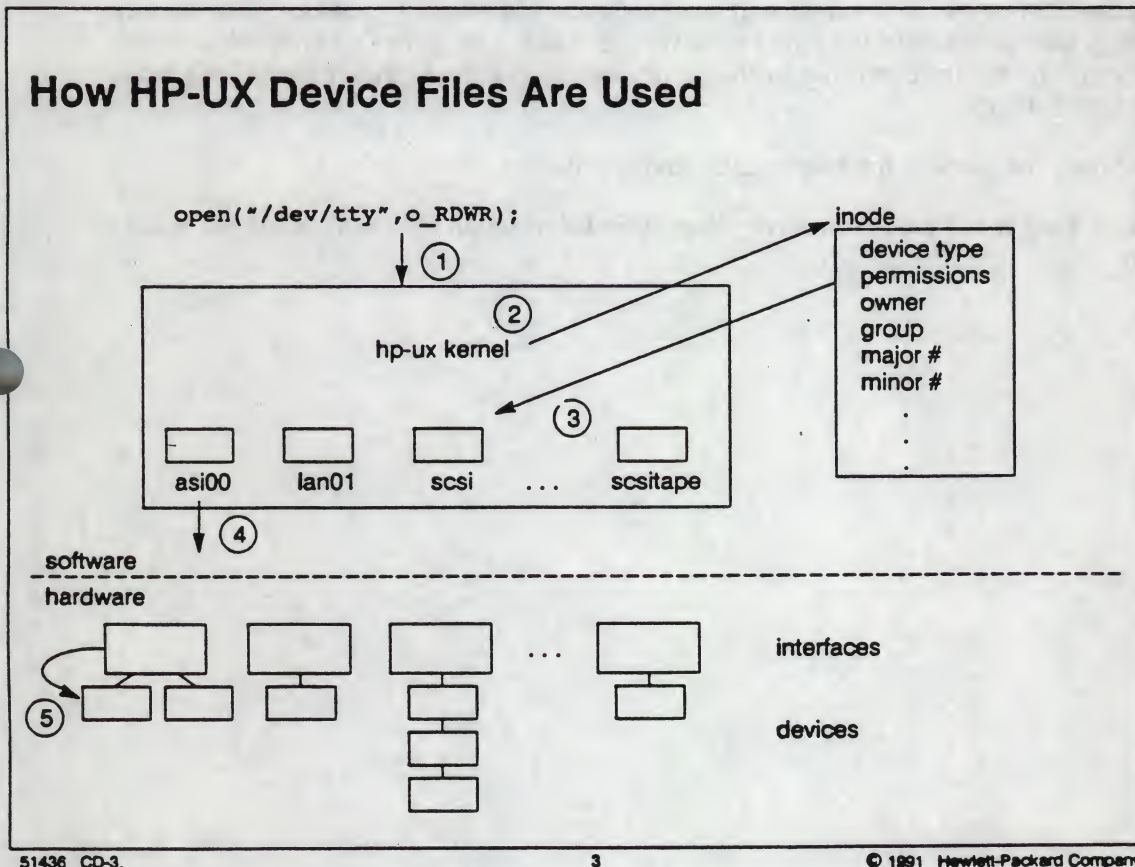 How HP-UX Device Files Are Used
open("/dev/tty",o_RDWR);
1
2
hp-ux kernel
inode
device type
permissions
owner
group
major #
minor #
.
.
.
3
asi00 lan01 scsi ... scsitape
4
software
hardware
... interfaces
5
devices
51436 CD-3. 3 © 1991 Hewlett-Packard Company